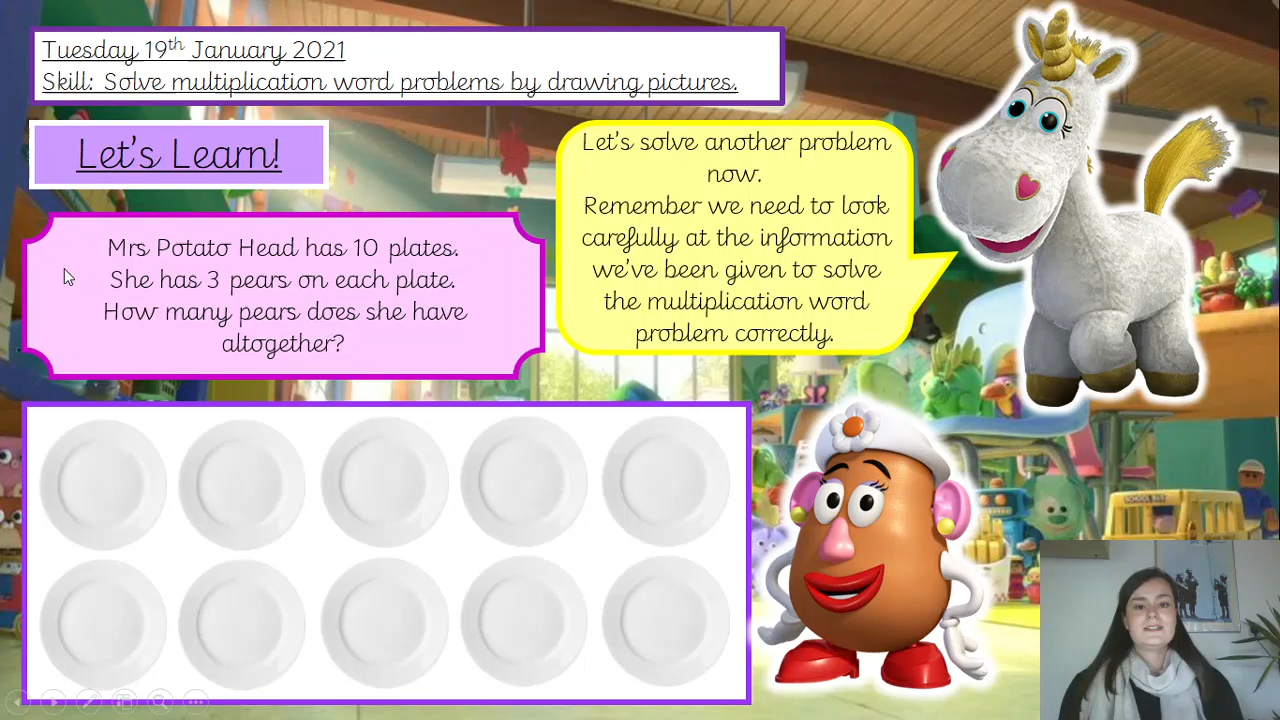 Tuesday 19th January 2021
Skill: Solve multiplication word problems by drawing pictures.
Let's Learn!
Mrs Potato Head has 10 plates.
She has 3 pears on each plate.
How many pears does she have
altogether?
Let's solve another problem
now.
Remember we need to look
carefully at the information
we've been given to solve
the multiplication word
problem correctly.
SCHOOL BUS